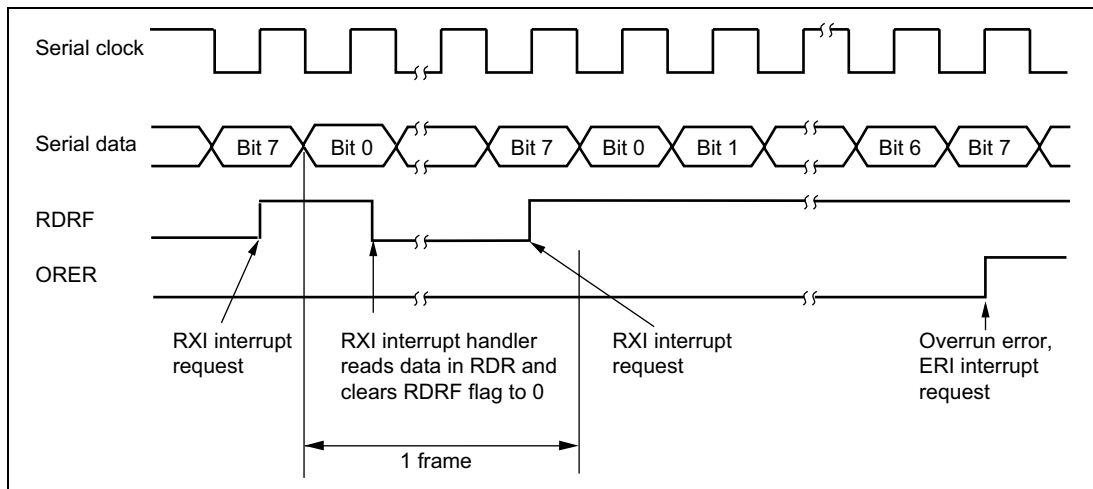 Serial clock
Serial data
Bit 7
Bit 0
Bit 7
Bit 0
Bit 1
Bit 6
Bit 7
RDRF
ORER
RXI interrupt
request
RXI interrupt handler
reads data in RDR and
clears RDRF flag to 0
RXI interrupt
request
Overrun error,
ERI interrupt
request
1 frame